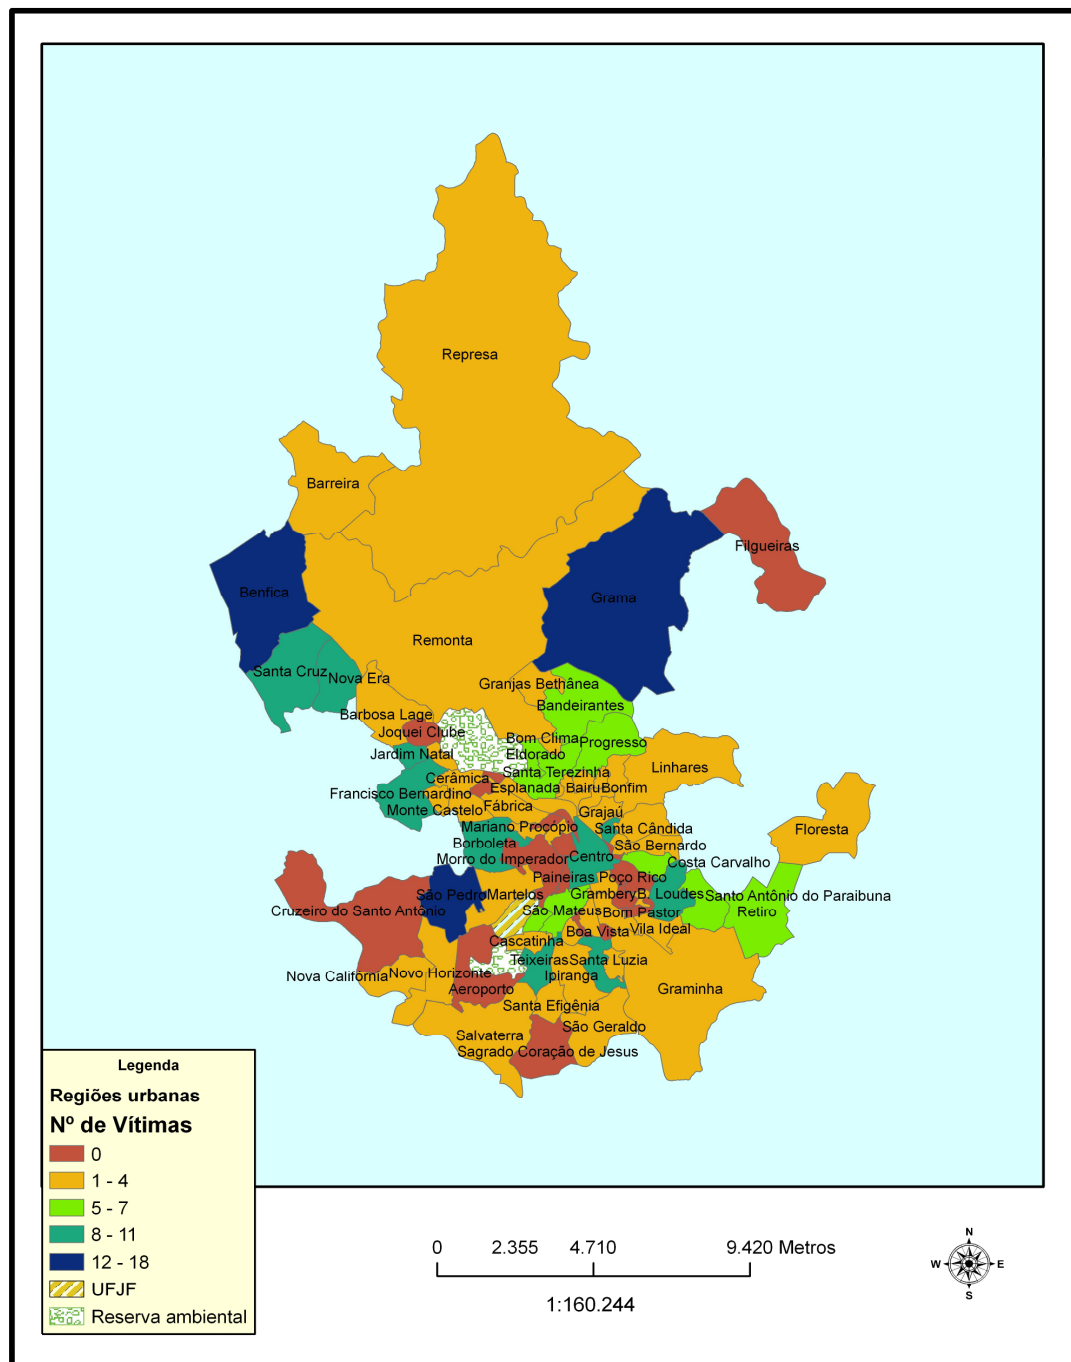 Represa
Barreira
Filgueiras
Benfica
Grama
Remonta
Santa Cruz
Nova Era
Granjas Bethânea
Bandeirantes
Barbosa Lage
Joquei Clube
Bom Clima
Progresso
Jardim Natal
Eldorado
Linhares
Cerâmica
Santa Terezinha
Francisco Bernardino
Esplanada
Bairu
Bonfim
Monte Castelo
Fábrica
Grajaú
Mariano Procópio
Santa Cândida
Floresta
Borboleta
São Bernardo
Morro do Imperador
Centro
Costa Carvalho
Paineiras
Poço Rico
São Pedro
Martelos
Grambery
B. Loudes
Santo Antônio do Paraibuna
Cruzeiro do Santo Antônio
São Mateus
Bom Pastor
Retiro
Boa Vista
Vila Ideal
Cascatinha
Teixeiras
Santa Luzia
Nova Califórnia
Novo Horizonte
Ipiranga
Aeroporto
Graminha
Santa Efigênia
São Geraldo
Salvaterra
Sagrado Coração de Jesus
Legenda
Regiões urbanas
Nº de Vítimas
0
1 - 4
5 - 7
8 - 11
12 - 18
UFJF
Reserva ambiental
0 2.355 4.710 9.420 Metros
1:160.244
N
W E
S